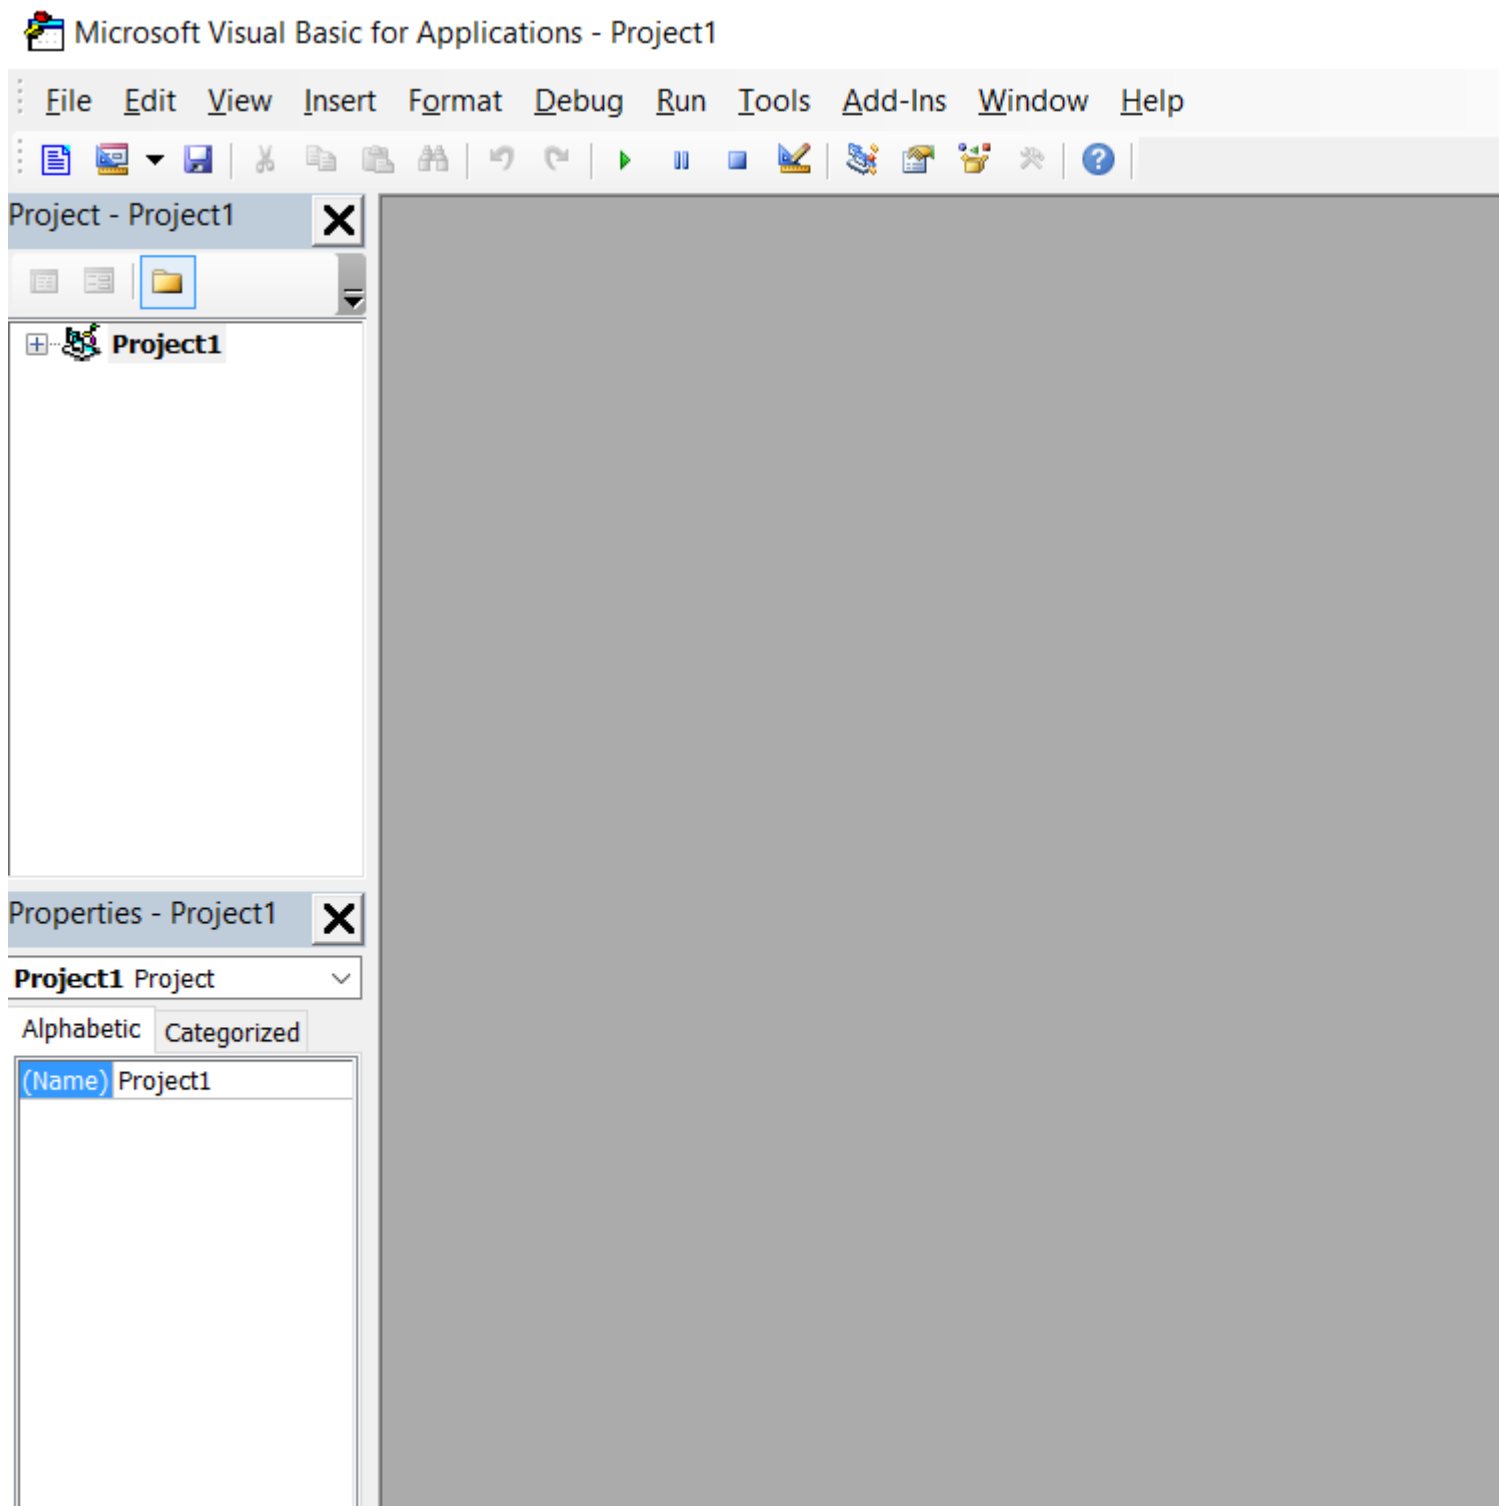 Microsoft Visual Basic for Applications - Project1
File Edit View Insert Format Debug Run Tools Add-Ins Window Help
Project - Project1
Project1
Properties - Project1
Project1 Project
Alphabetic Categorized
(Name) Project1